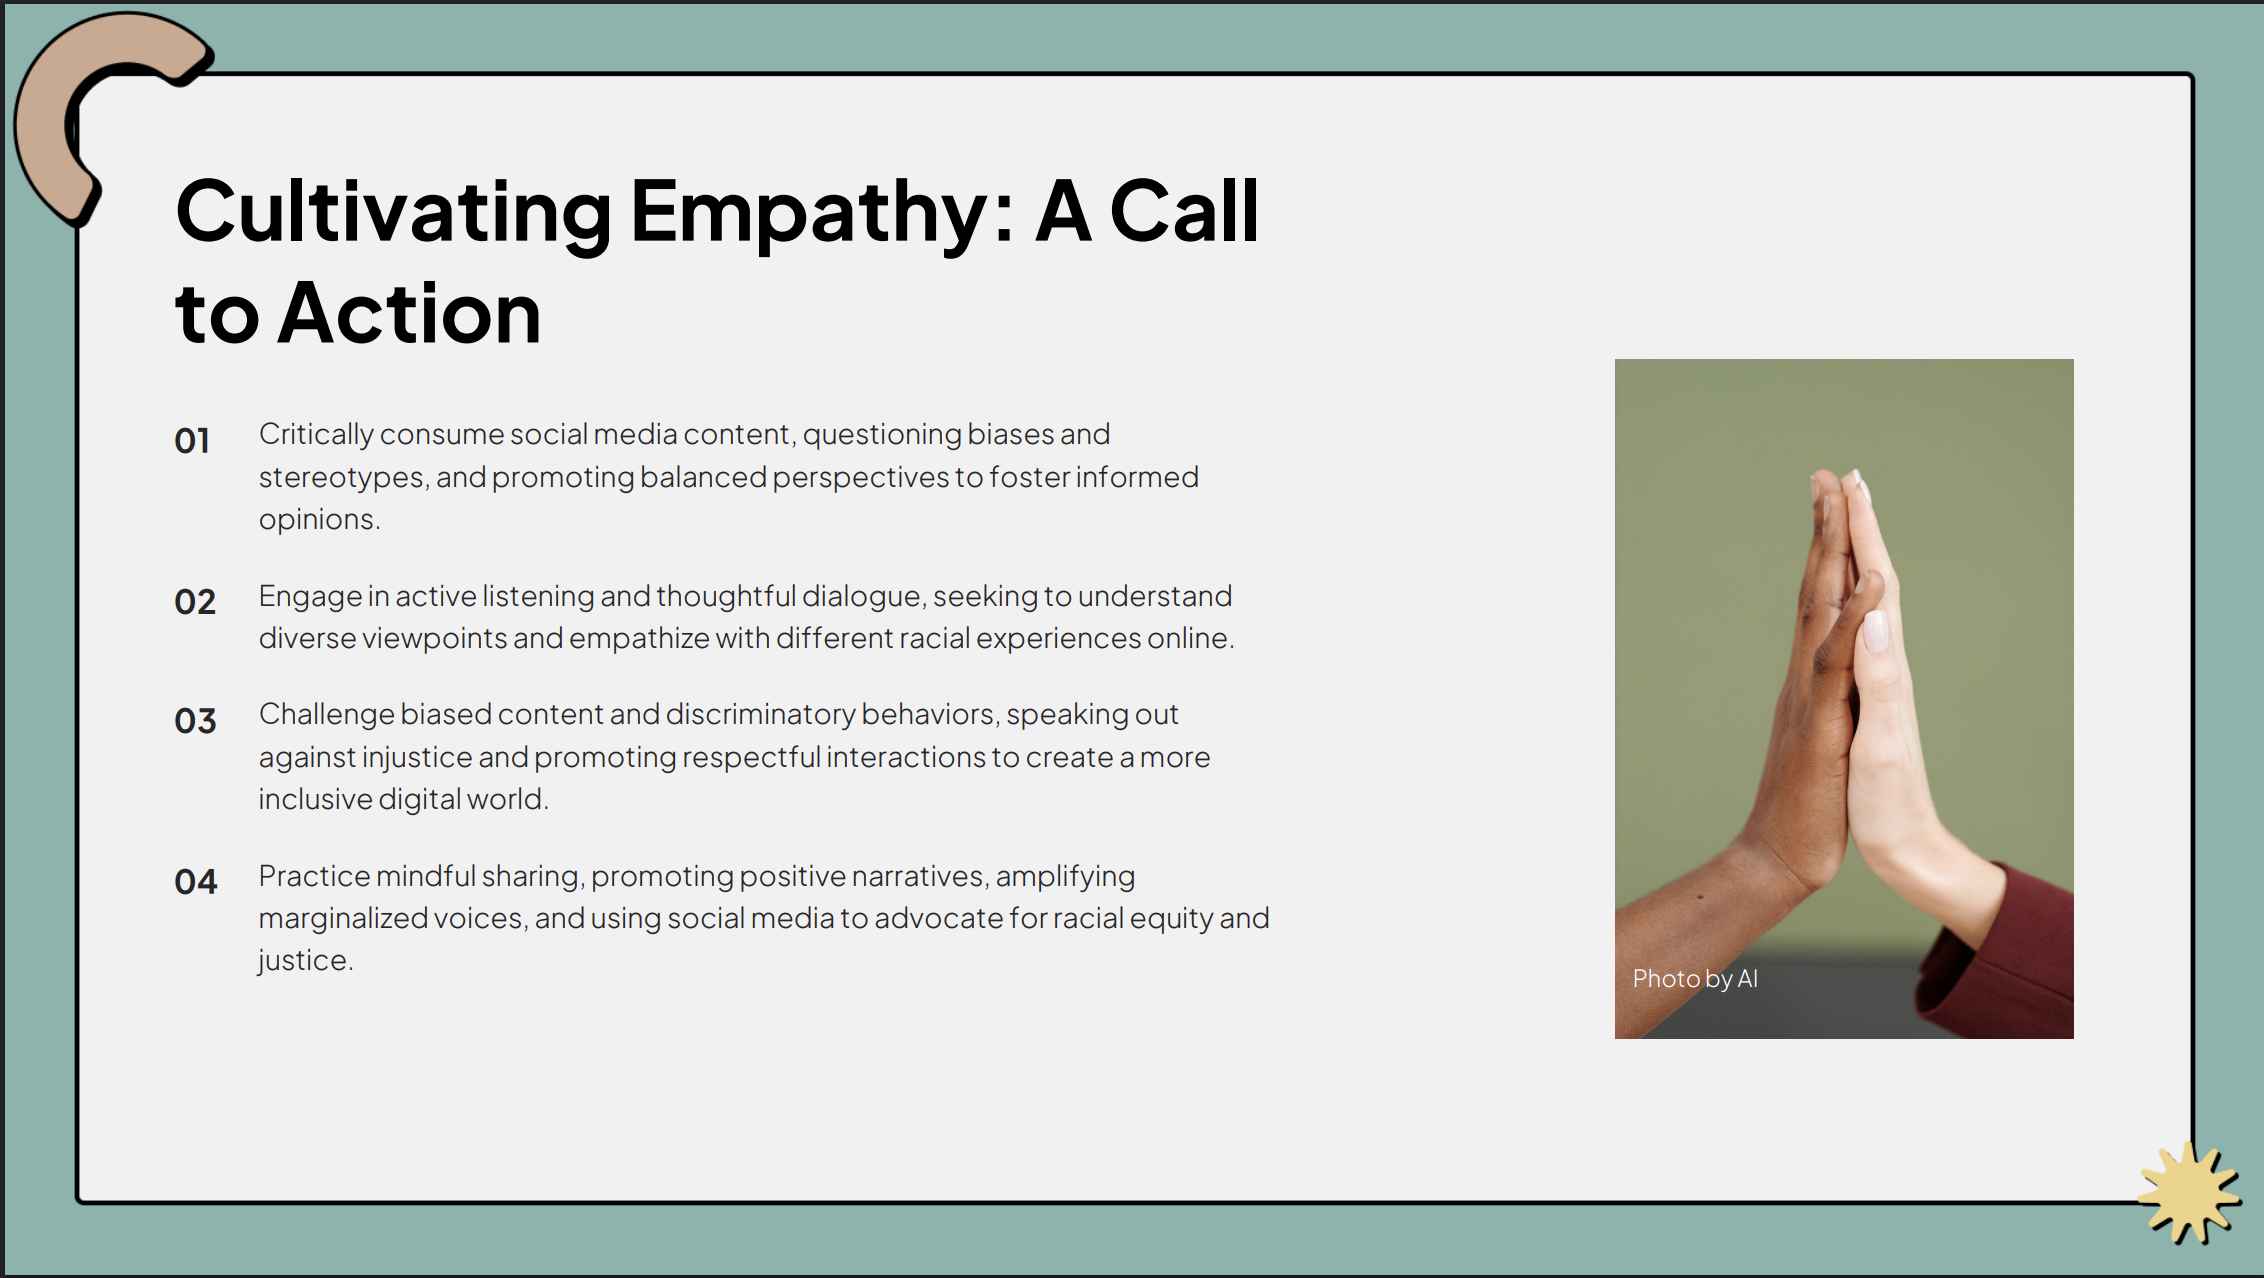 Cultivating Empathy: A Call
to Action
01 Critically consume social media content, questioning biases and
stereotypes, and promoting balanced perspectives to foster informed
opinions.
02 Engage in active listening and thoughtful dialogue, seeking to understand
diverse viewpoints and empathize with different racial experiences online.
03 Challenge biased content and discriminatory behaviors, speaking out
against injustice and promoting respectful interactions to create a more
inclusive digital world.
04 Practice mindful sharing, promoting positive narratives, amplifying
marginalized voices, and using social media to advocate for racial equity and
justice.
Photo by AI